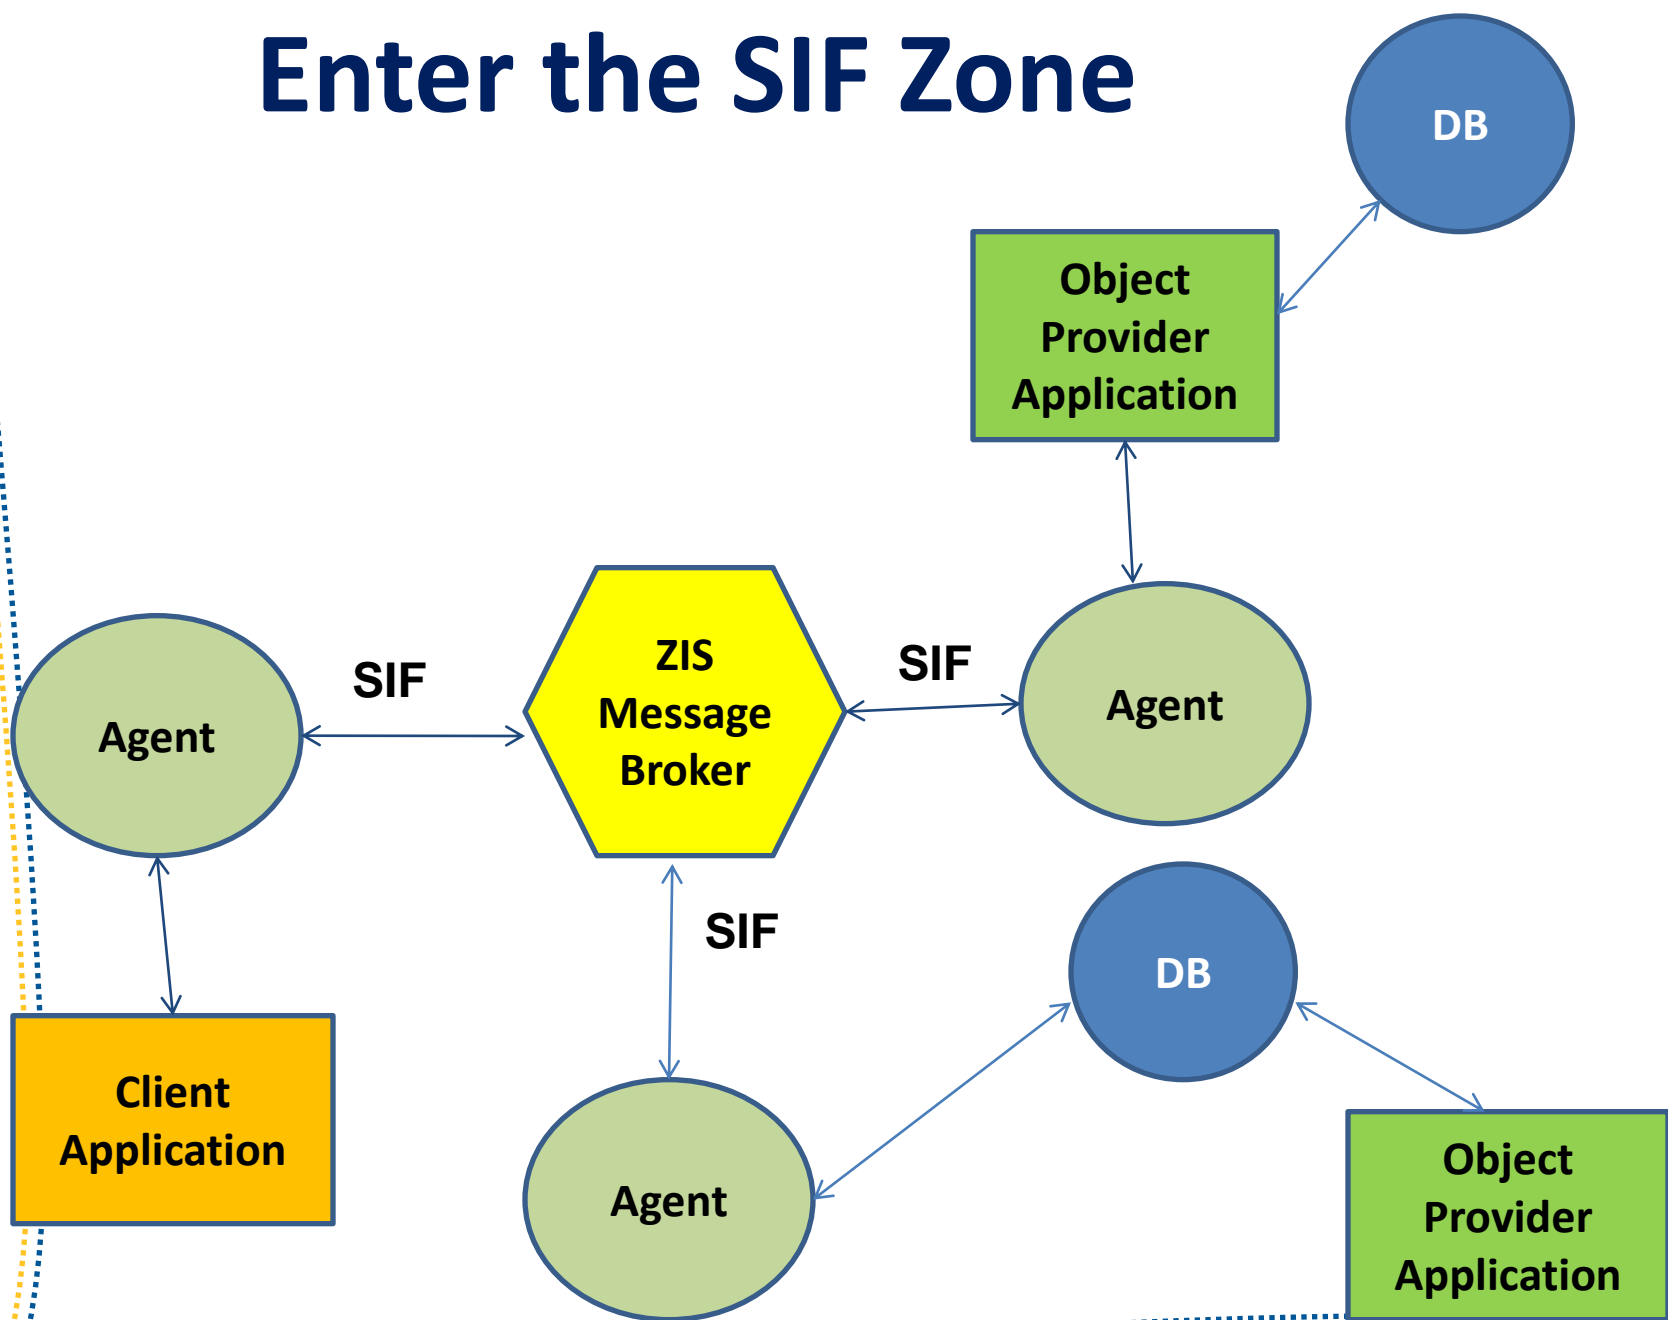 Enter the SIF Zone
DB
Object
Provider
Application
SIF
ZIS
Message
Broker
SIF
Agent
Agent
SIF
DB
Client
Application
Agent
Object
Provider
Application